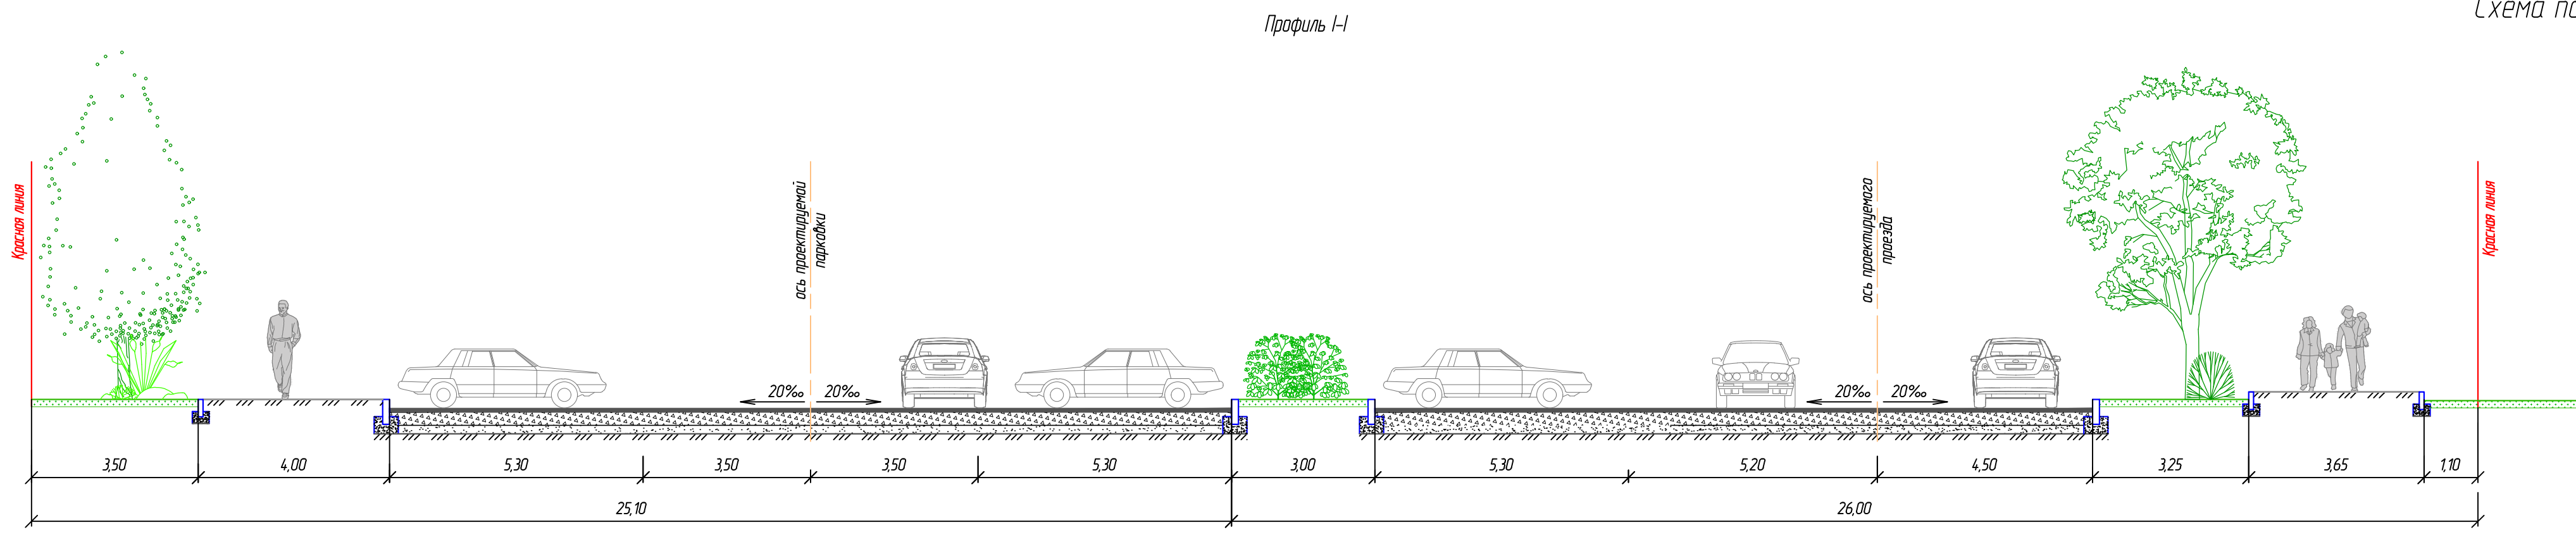 Профиль I-I
Схема по
Красная линия
ось проектируемой
парковки
ось проектируемого
проезда
Красная линия
20‰ 20‰
20‰ 20‰
3,50 4,00 5,30 3,50 3,50 5,30 3,00 5,30 5,20 4,50 3,25 3,65 1,10
25,10 26,00